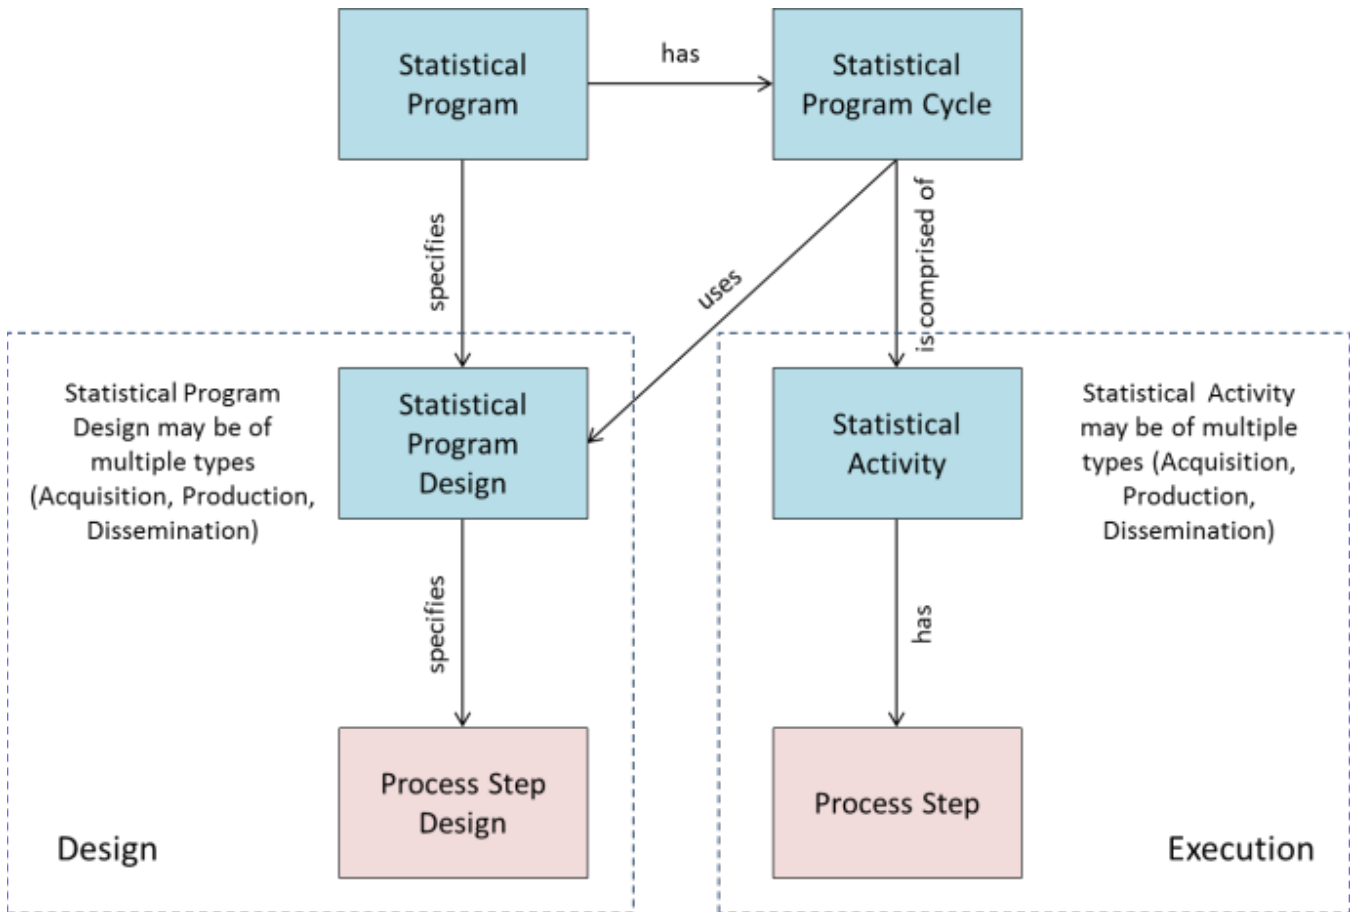 Statistical
Program
has
Statistical
Program Cycle
specifies
uses
is comprised of
Statistical Program
Design may be of
multiple types
(Acquisition, Production,
Dissemination)
Statistical
Program
Design
Statistical
Activity
Statistical Activity
may be of multiple
types (Acquisition,
Production,
Dissemination)
specifies
has
Process Step
Design
Process Step
Design
Execution